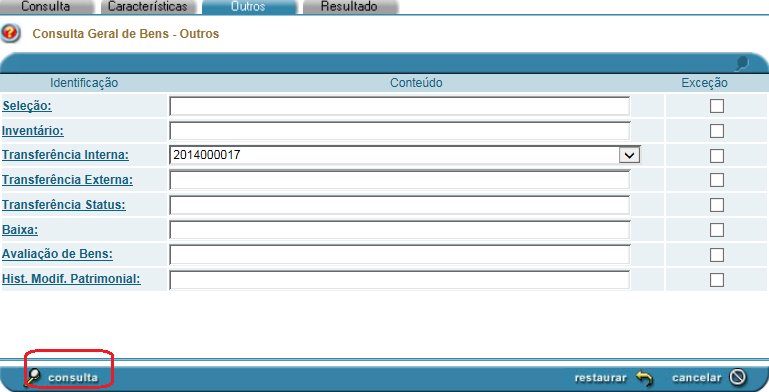 Consulta Características Outros Resultado
Consulta Geral de Bens - Outros
Identificação Conteúdo Exceção
Seleção:
Inventário:
Transferência Interna: 2014000017
Transferência Externa:
Transferência Status:
Baixa:
Avaliação de Bens:
Hist. Modif. Patrimonial:
consulta restaurar cancelar